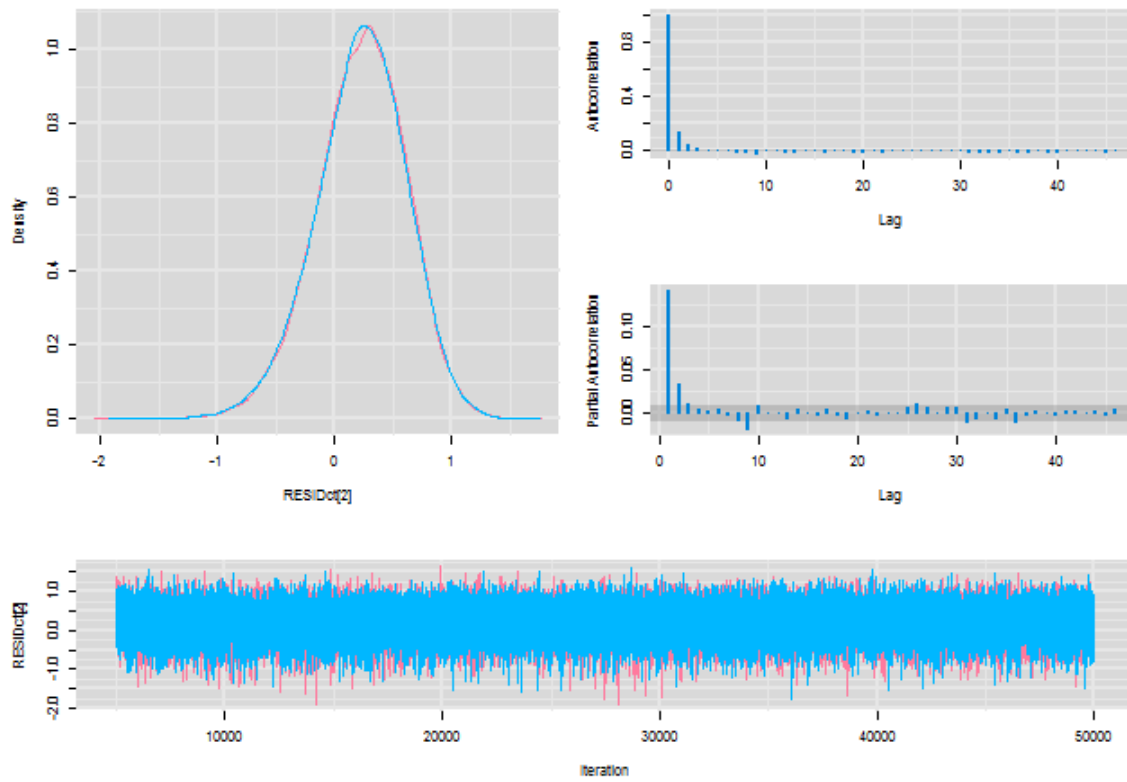 Density
1.0
0.8
0.6
0.4
0.2
0.0
-2 -1 0 1
RESIDct[2]
Autocorrelation
0.8
0.4
0.0
0 10 20 30 40
Lag
Partial Autocorrelation
0.10
0.05
0.00
0 10 20 30 40
Lag
RESIDct[2]
1.0
0.0
-1.0
-2.0
10000 20000 30000 40000 50000
Iteration